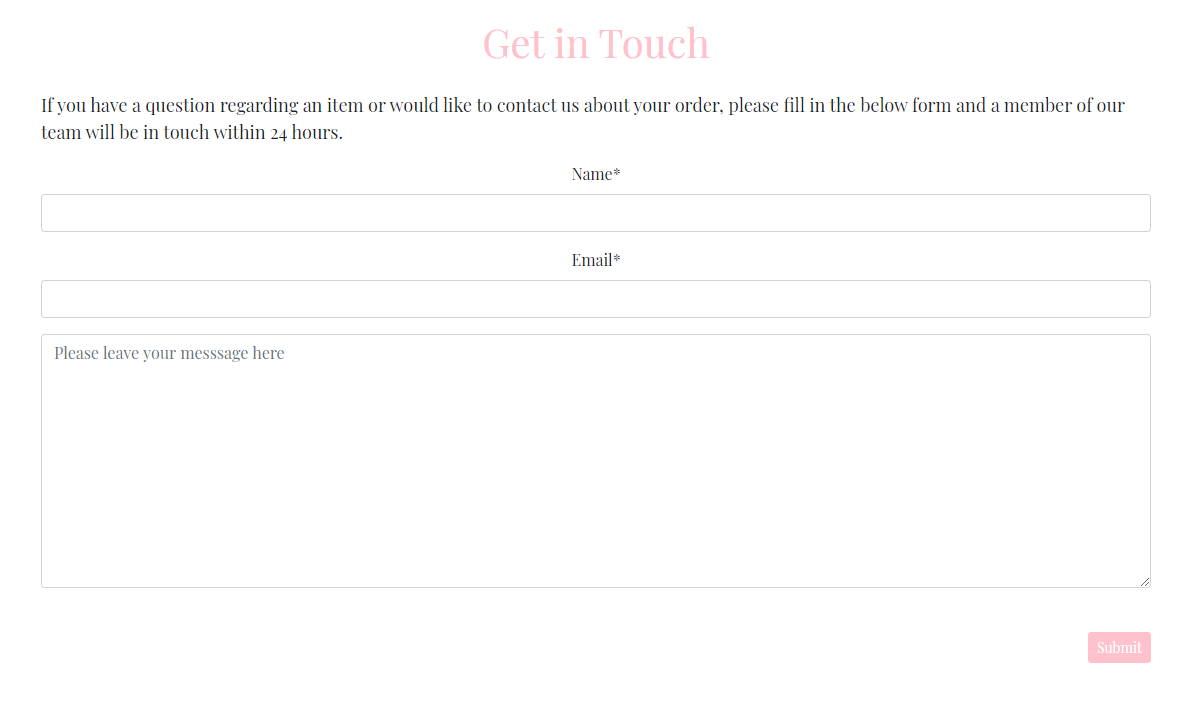 Get in Touch
If you have a question regarding an item or would like to contact us about your order, please fill in the below form and a member of our
team will be in touch within 24 hours.
Name*
Email*
Please leave your messsage here
Submit